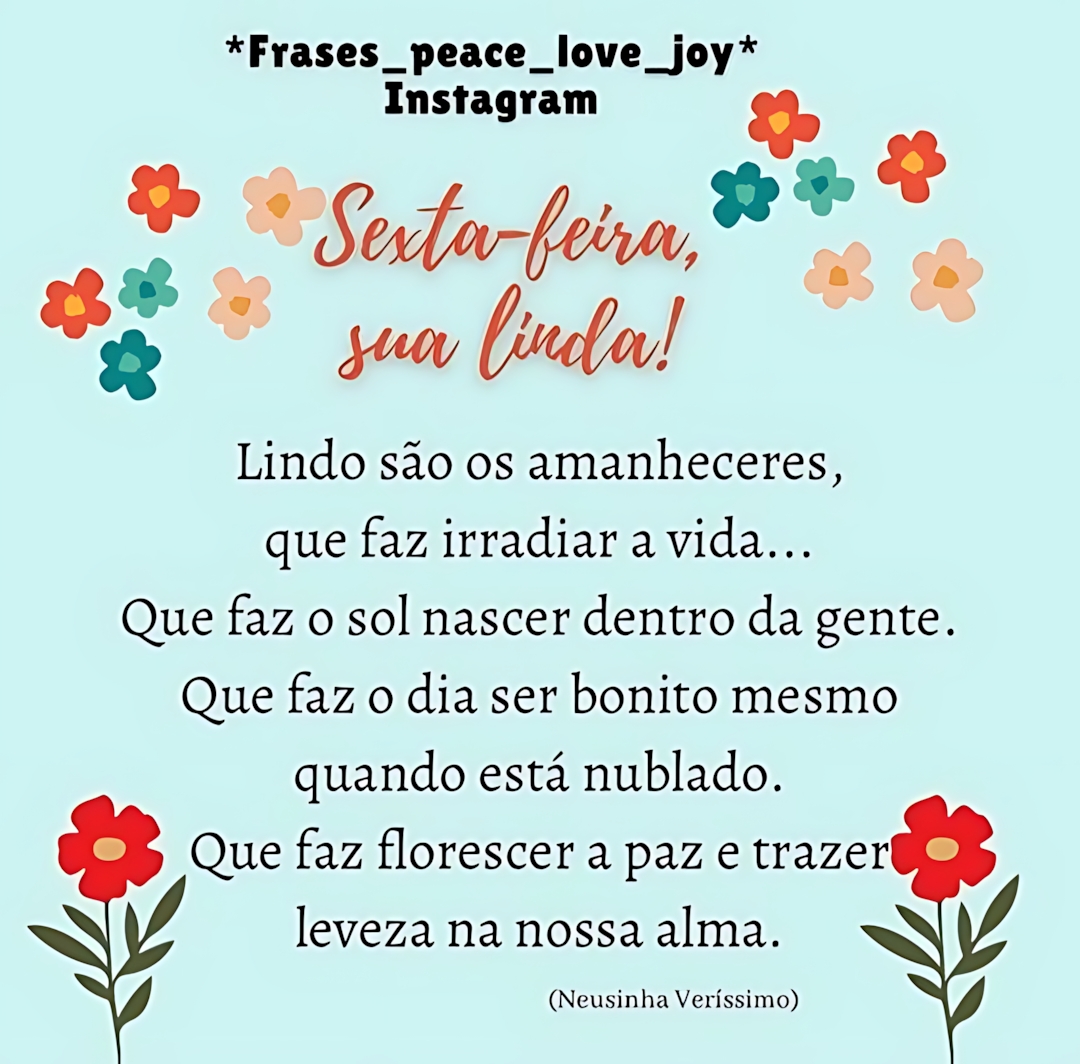 *Frases_peace_love_joy*
Instagram
Sexta-feira,
sua linda!
Lindo são os amanheceres,
que faz irradiar a vida...
Que faz o sol nascer dentro da gente.
Que faz o dia ser bonito mesmo
quando está nublado.
Que faz florescer a paz e trazer
leveza na nossa alma.
(Neusinha Veríssimo)